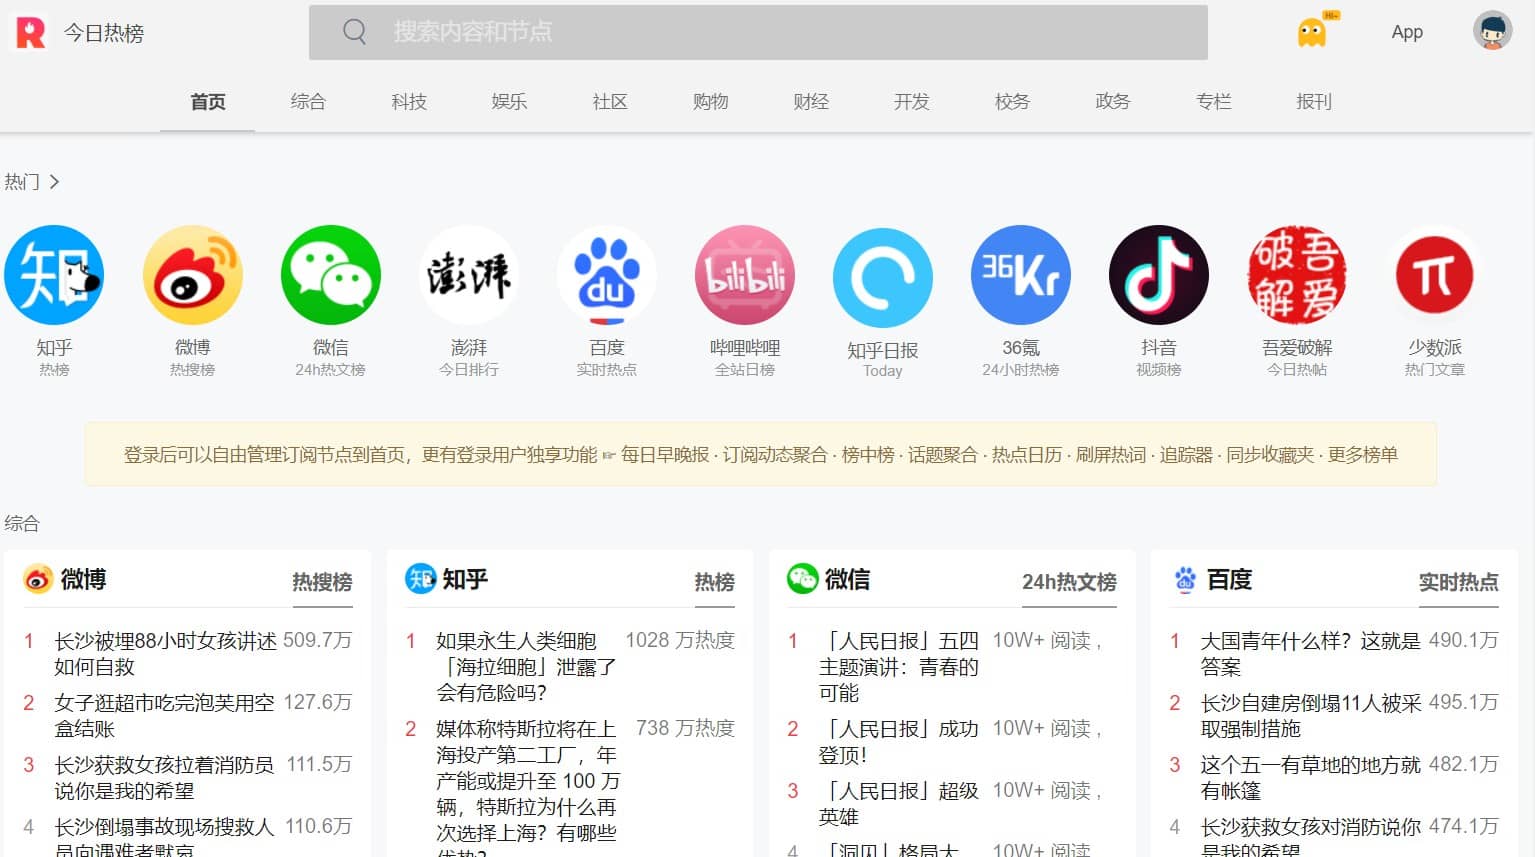 今日热榜
搜索内容和节点
Hi~
App
首页 综合 科技 娱乐 社区 购物 财经 开发 校务 政务 专栏 报刊
热门
知
澎湃
du
bilibili
36Kr
吾爱破解
π
知乎 微博 微信 澎湃 百度 哔哩哔哩 知乎日报 36氪 抖音 吾爱破解 少数派
热榜 热搜榜 24h热文榜 今日排行 实时热点 全站日榜 Today 24小时热榜 视频榜 今日热帖 热门文章
登录后可以自由管理订阅节点到首页，更有登录用户独享功能 ☞ 每日早晚报 · 订阅动态聚合 · 榜中榜 · 话题聚合 · 热点日历 · 刷屏热词 · 追踪器 · 同步收藏夹 · 更多榜单
综合
微博 热搜榜
1 长沙被埋88小时女孩讲述 509.7万
如何自救
2 女子逛超市吃完泡芙用空 127.6万
盒结账
3 长沙获救女孩拉着消防员 111.5万
说你是我的希望
4 长沙倒塌事故现场搜救人 110.6万
员向遇难者默哀
知乎 热榜
1 如果永生人类细胞 1028 万热度
「海拉细胞」泄露了
会有危险吗？
2 媒体称特斯拉将在上 738 万热度
海投产第二工厂，年
产能或提升至 100 万
辆，特斯拉为什么再
次选择上海？有哪些
优势？
微信 24h热文榜
1 「人民日报」五四 10W+ 阅读 ，
主题演讲：青春的
可能
2 「人民日报」成功 10W+ 阅读 ，
登顶！
3 「人民日报」超级 10W+ 阅读 ，
英雄
4 「洞见」格局大 10W+ 阅读
百度 实时热点
1 大国青年什么样？这就是 490.1万
答案
2 长沙自建房倒塌11人被采 495.1万
取强制措施
3 这个五一有草地的地方就 482.1万
有帐篷
4 长沙获救女孩对消防说你 474.1万
是我的希望